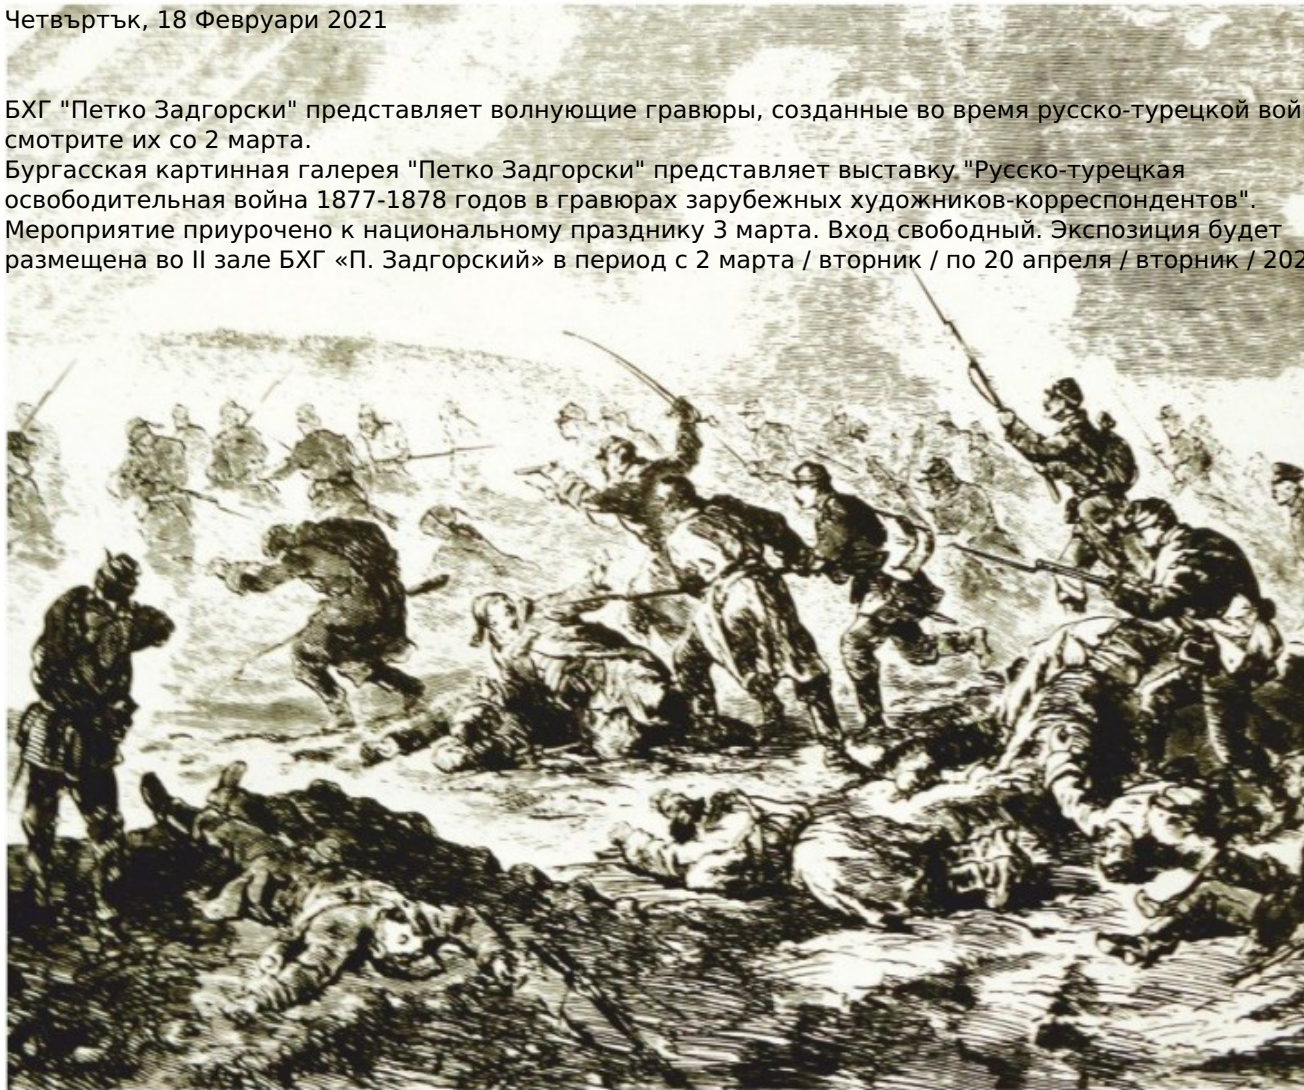 Четвъртък, 18 Февруари 2021
БХГ "Петко Задгорски" представляет волнующие гравюры, созданные во время русско-турецкой вой
смотрите их со 2 марта.
Бургасская картинная галерея "Петко Задгорски" представляет выставку "Русско-турецкая
освободительная война 1877-1878 годов в гравюрах зарубежных художников-корреспондентов".
Мероприятие приурочено к национальному празднику 3 марта. Вход свободный. Экспозиция будет
размещена во II зале БХГ «П. Задгорский» в период с 2 марта / вторник / по 20 апреля / вторник / 202